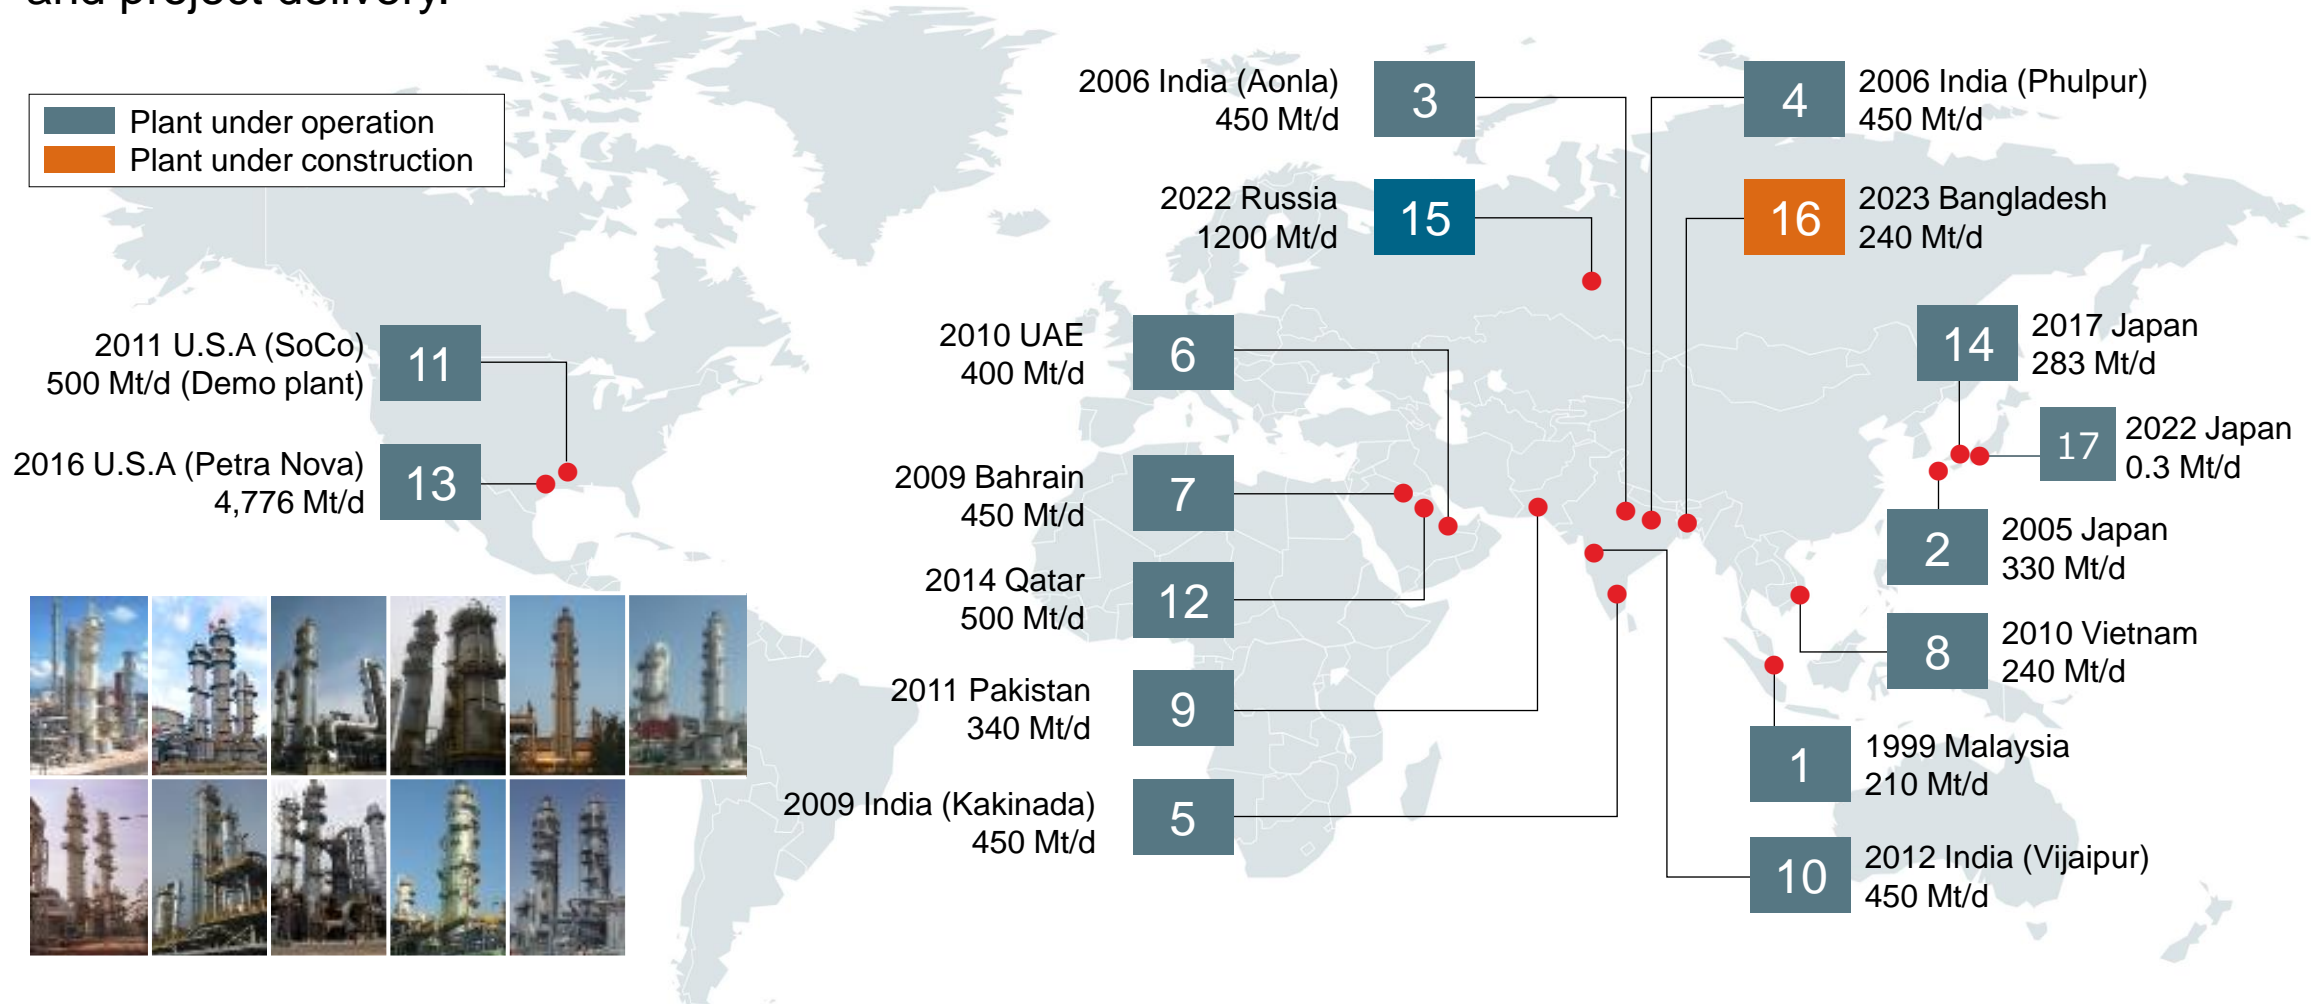 and project delivery.
Plant under operation
Plant under construction
2006 India (Aonla)
450 Mt/d
3
4
2006 India (Phulpur)
450 Mt/d
2022 Russia
1200 Mt/d
15
16
2023 Bangladesh
240 Mt/d
2011 U.S.A (SoCo)
500 Mt/d (Demo plant)
11
2010 UAE
400 Mt/d
6
14
2017 Japan
283 Mt/d
2016 U.S.A (Petra Nova)
4,776 Mt/d
13
2009 Bahrain
450 Mt/d
7
17
2022 Japan
0.3 Mt/d
2014 Qatar
500 Mt/d
12
2
2005 Japan
330 Mt/d
2011 Pakistan
340 Mt/d
9
8
2010 Vietnam
240 Mt/d
2009 India (Kakinada)
450 Mt/d
5
1
1999 Malaysia
210 Mt/d
10
2012 India (Vijaipur)
450 Mt/d